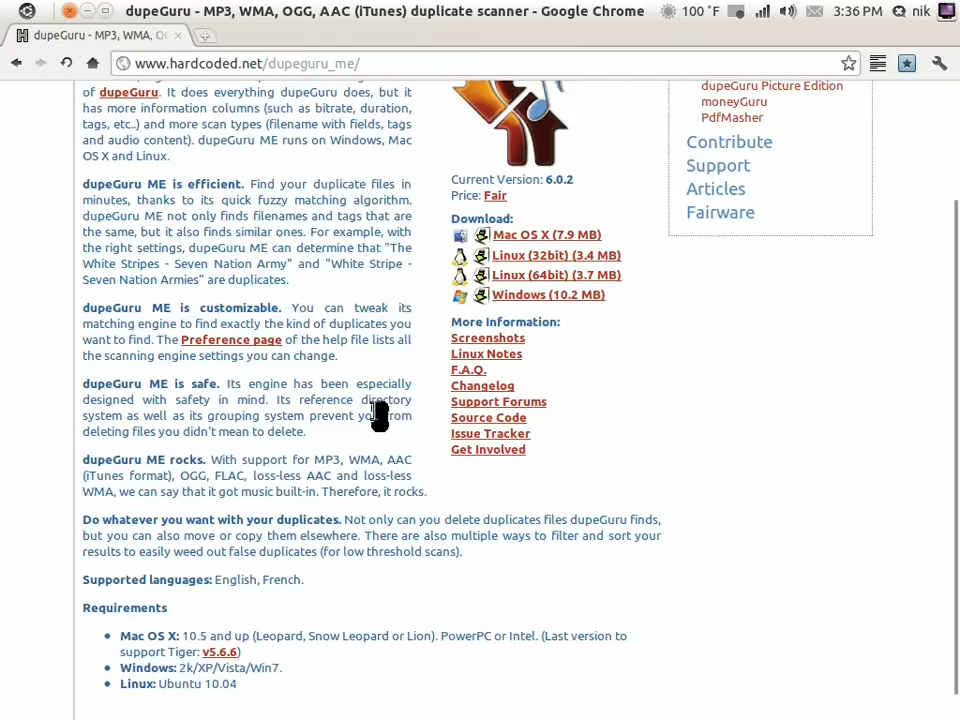 dupeGuru - MP3, WMA, OGG, AAC (iTunes) duplicate scanner - Google Chrome
100 °F
3:36 PM
nik
dupeGuru - MP3, WMA, O
www.hardcoded.net/dupeguru_me/
of dupeGuru. It does everything dupeGuru does, but it
has more information columns (such as bitrate, duration,
tags, etc..) and more scan types (filename with fields, tags
and audio content). dupeGuru ME runs on Windows, Mac
OS X and Linux.
dupeGuru ME is efficient. Find your duplicate files in
minutes, thanks to its quick fuzzy matching algorithm.
dupeGuru ME not only finds filenames and tags that are
the same, but it also finds similar ones. For example, with
the right settings, dupeGuru ME can determine that "The
White Stripes - Seven Nation Army" and "White Stripe -
Seven Nation Armies" are duplicates.
dupeGuru ME is customizable. You can tweak its
matching engine to find exactly the kind of duplicates you
want to find. The Preference page of the help file lists all
the scanning engine settings you can change.
dupeGuru ME is safe. Its engine has been especially
designed with safety in mind. Its reference directory
system as well as its grouping system prevent you from
deleting files you didn't mean to delete.
dupeGuru ME rocks. With support for MP3, WMA, AAC
(iTunes format), OGG, FLAC, loss-less AAC and loss-less
WMA, we can say that it got music built-in. Therefore, it rocks.
Do whatever you want with your duplicates. Not only can you delete duplicates files dupeGuru finds,
but you can also move or copy them elsewhere. There are also multiple ways to filter and sort your
results to easily weed out false duplicates (for low threshold scans).
Supported languages: English, French.
Requirements
Mac OS X: 10.5 and up (Leopard, Snow Leopard or Lion). PowerPC or Intel. (Last version to
support Tiger: v5.6.6)
Windows: 2k/XP/Vista/Win7.
Linux: Ubuntu 10.04
Current Version: 6.0.2
Price: Fair
Download:
Mac OS X (7.9 MB)
Linux (32bit) (3.4 MB)
Linux (64bit) (3.7 MB)
Windows (10.2 MB)
More Information:
Screenshots
Linux Notes
F.A.Q.
Changelog
Support Forums
Source Code
Issue Tracker
Get Involved
dupeGuru Picture Edition
moneyGuru
PdfMasher
Contribute
Support
Articles
Fairware